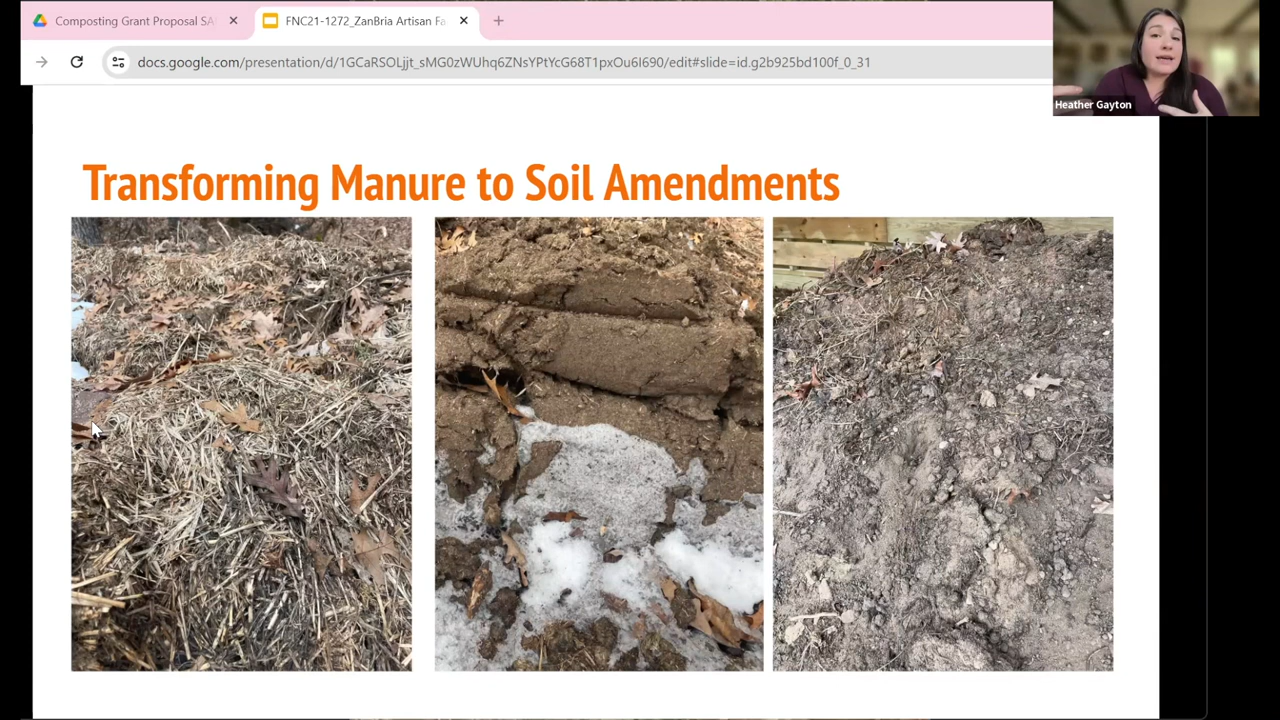 Composting Grant Proposal SA
FNC21-1272_ZanBria Artisan Fa
docs.google.com/presentation/d/1GCaRSOLjjt_sMG0zWUhq6ZNsYPtYcG68T1pxOu6I690/edit#slide=id.g2b925bd100f_0_31
Heather Gayton
Transforming Manure to Soil Amendments